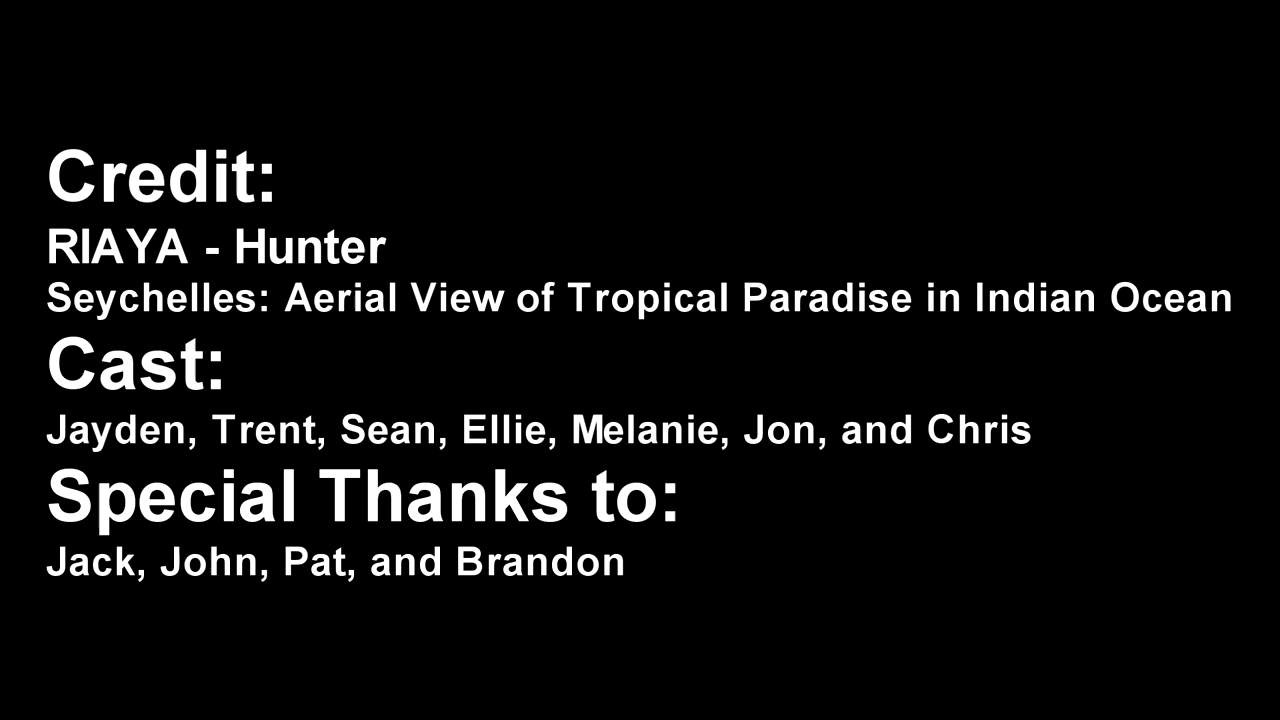 Credit:
RIAYA - Hunter
Seychelles: Aerial View of Tropical Paradise in Indian Ocean
Cast:
Jayden, Trent, Sean, Ellie, Melanie, Jon, and Chris
Special Thanks to:
Jack, John, Pat, and Brandon